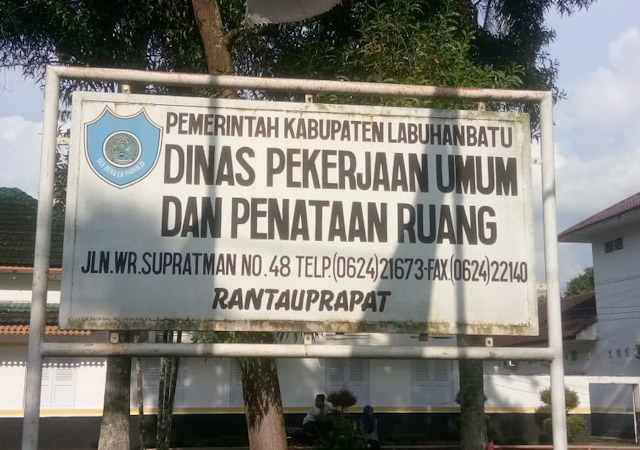 PEMERINTAH KABUPATEN LABUHANBATU
DINAS PEKERJAAN UMUM
DAN PENATAAN RUANG
JLN.WR.SUPRATMAN NO.48 TELP.(0624)21673-FAX.(0624)22140
RANTAUPRAPAT